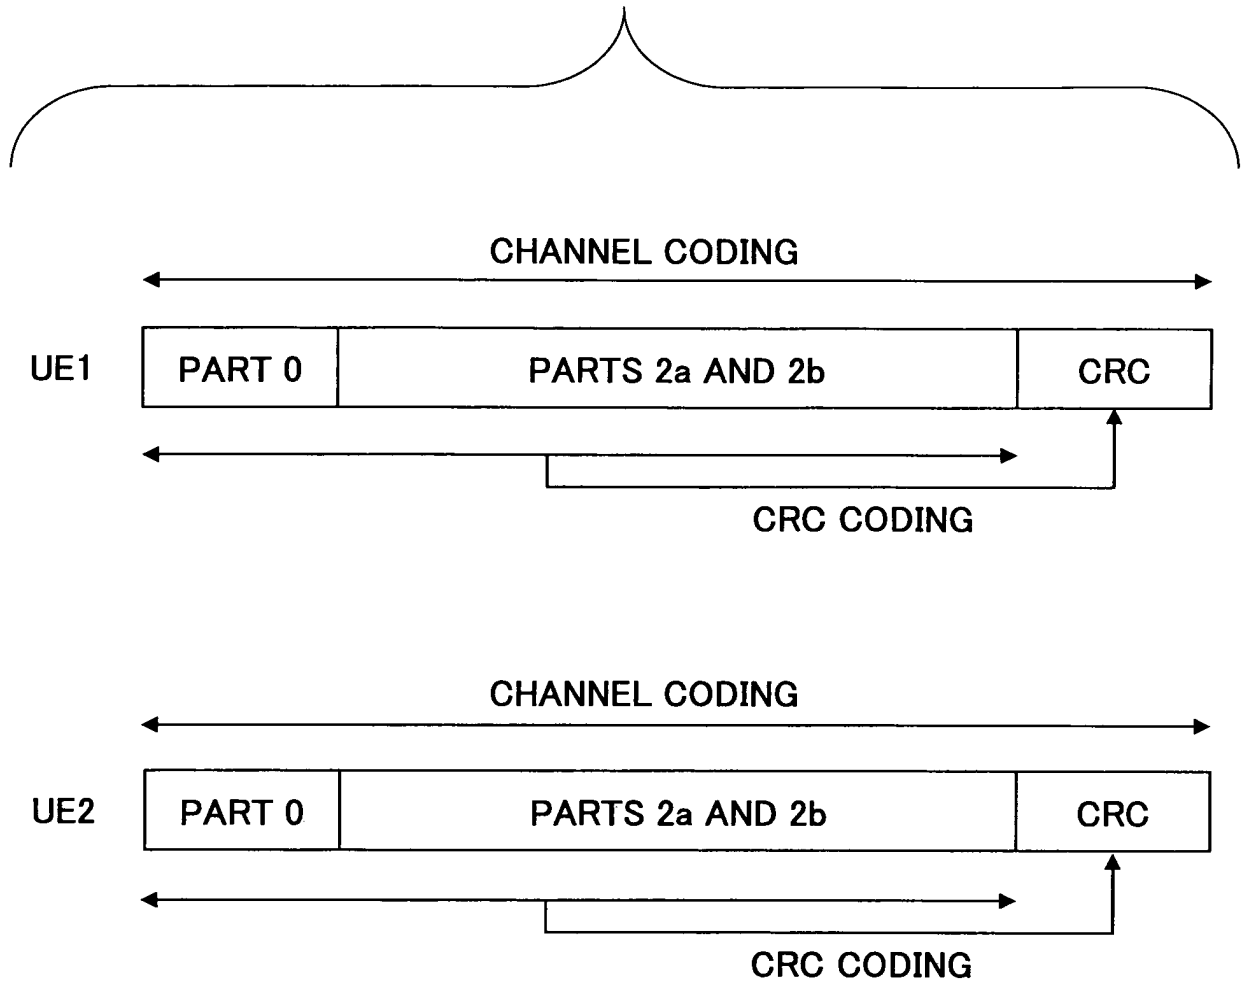 CHANNEL CODING
UE1 PART 0 PARTS 2a AND 2b CRC
CRC CODING
CHANNEL CODING
UE2 PART 0 PARTS 2a AND 2b CRC
CRC CODING